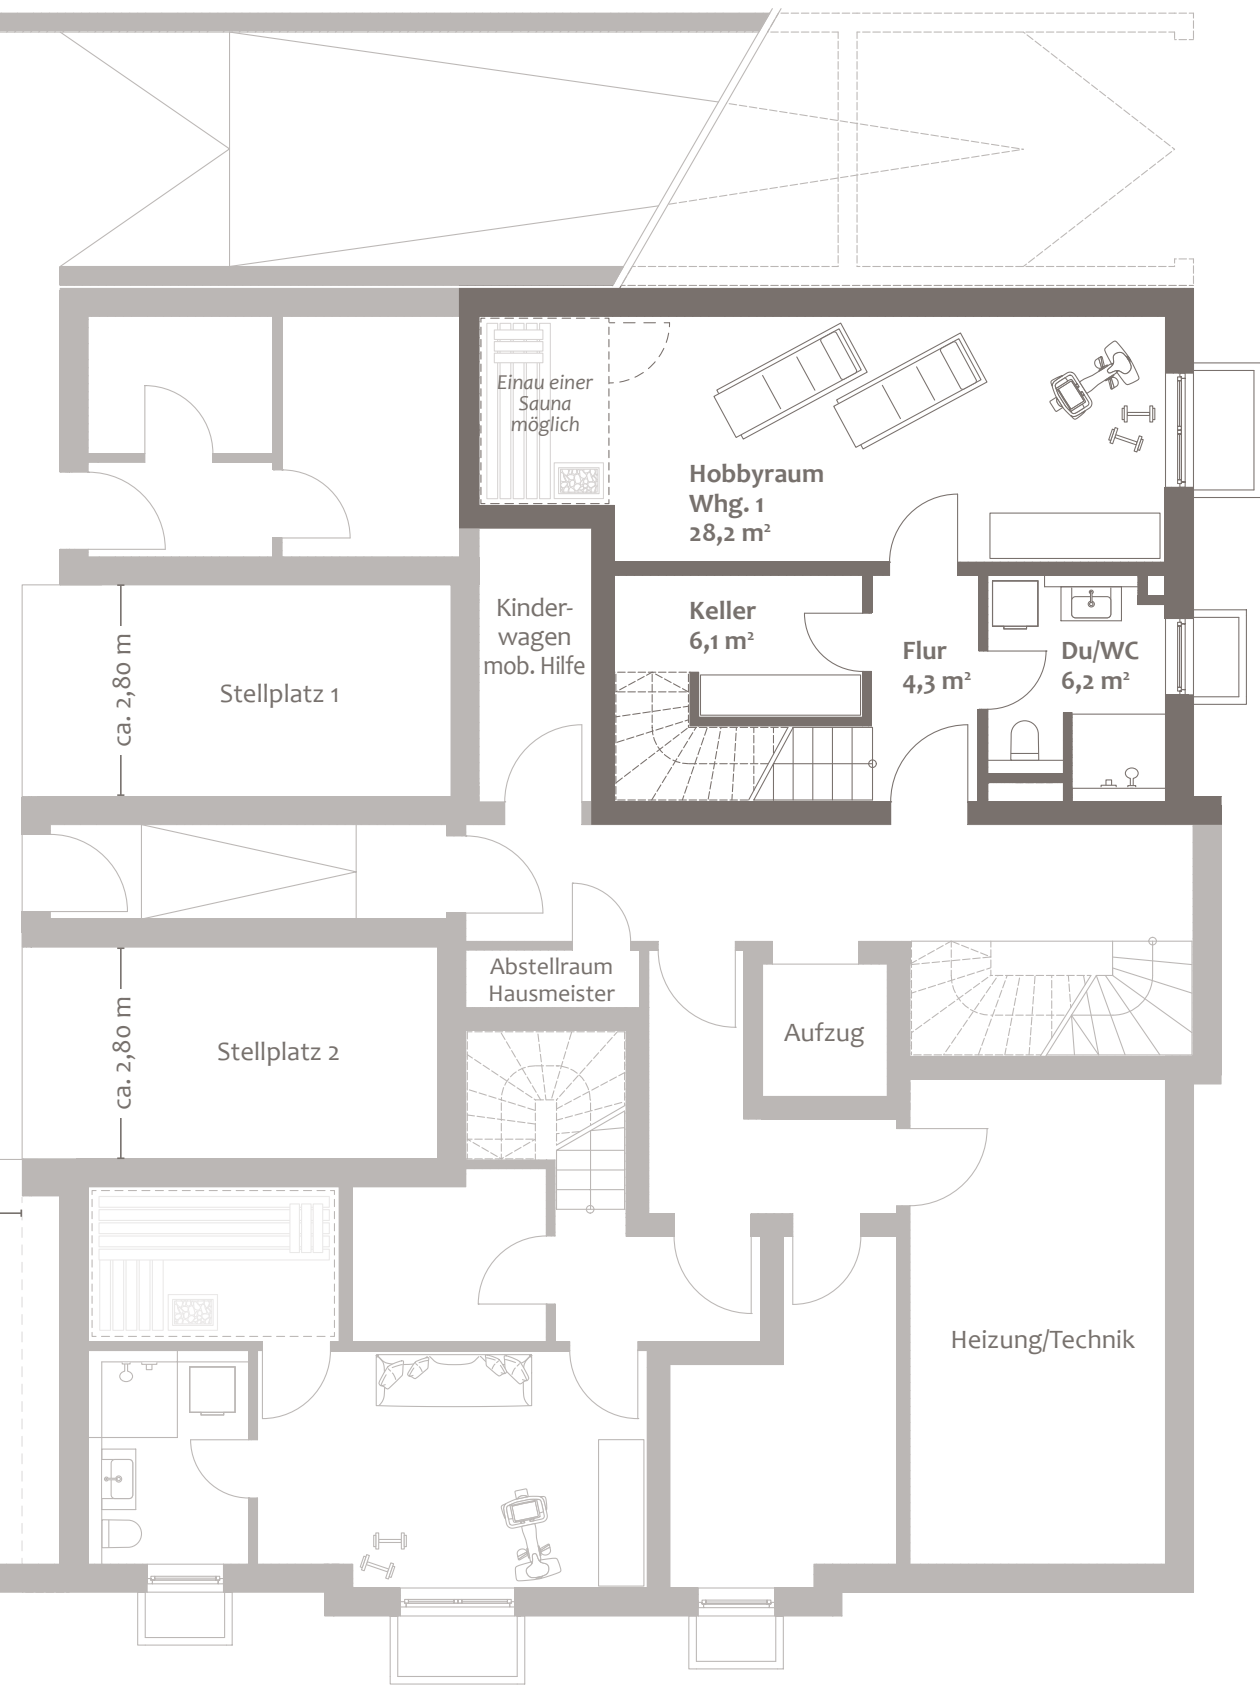 Einau einer
Sauna
möglich
Hobbyraum
Whg. 1
28,2 m²
Kinder-
wagen
mob. Hilfe
Keller
6,1 m²
Flur
4,3 m²
Du/WC
6,2 m²
ca. 2,80 m
Stellplatz 1
Abstellraum
Hausmeister
Aufzug
ca. 2,80 m
Stellplatz 2
Heizung/Technik